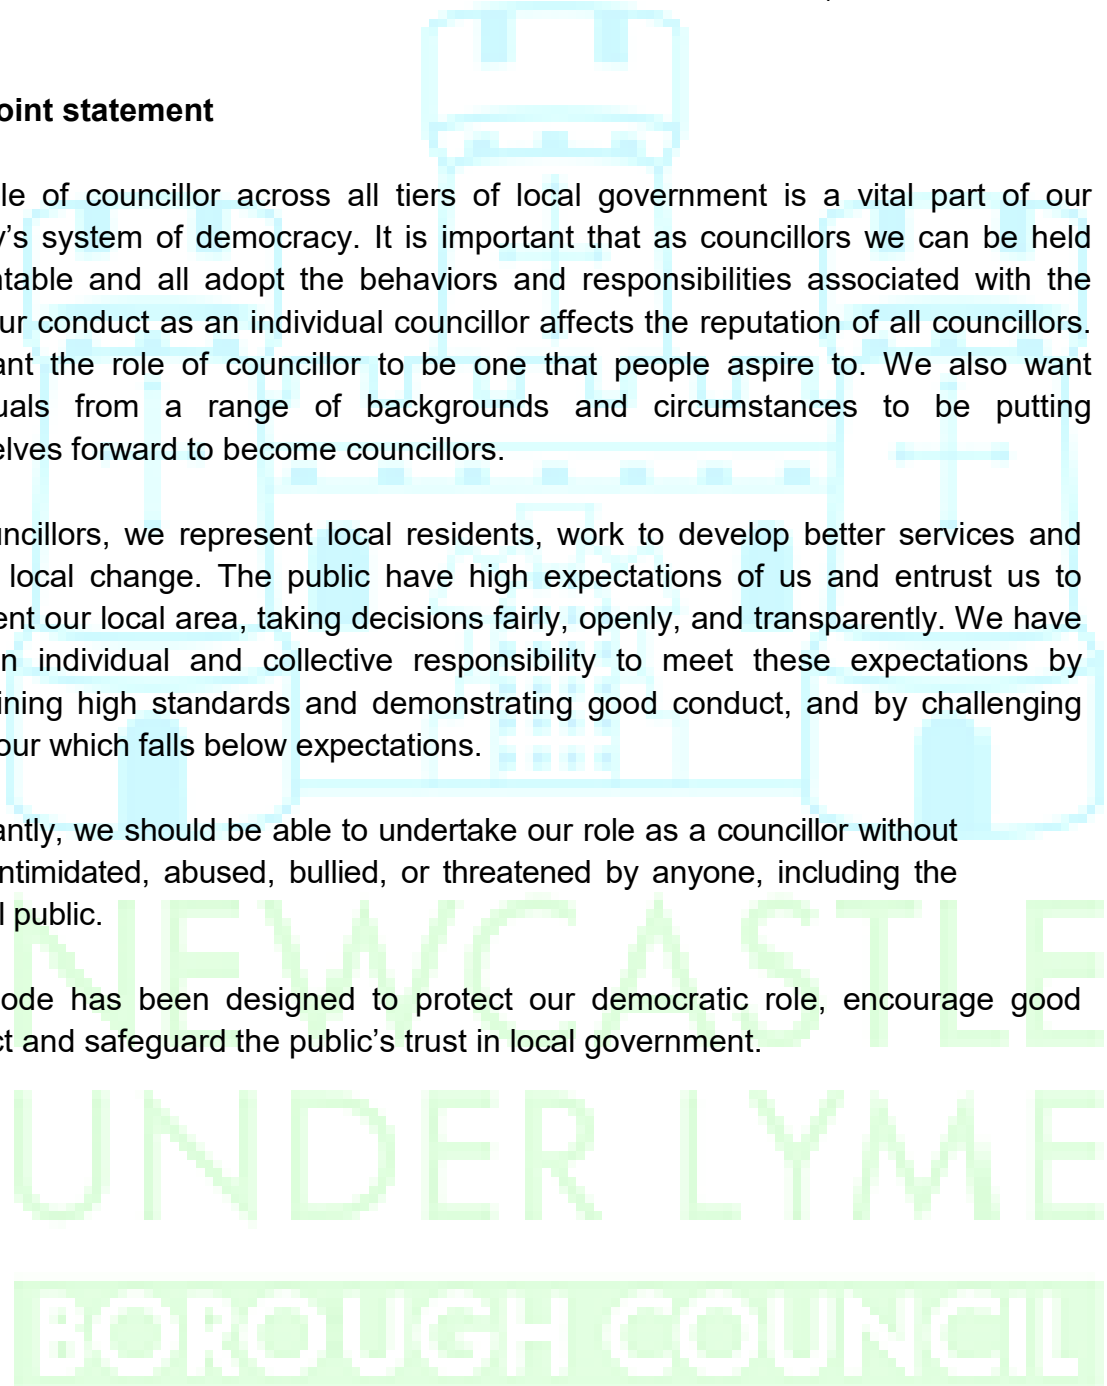 oint statement
le of councillor across all tiers of local government is a vital part of our
y’s system of democracy. It is important that as councillors we can be held
ntable and all adopt the behaviors and responsibilities associated with the
ur conduct as an individual councillor affects the reputation of all councillors.
ant the role of councillor to be one that people aspire to. We also want
uals from a range of backgrounds and circumstances to be putting
elves forward to become councillors.
uncillors, we represent local residents, work to develop better services and
local change. The public have high expectations of us and entrust us to
ent our local area, taking decisions fairly, openly, and transparently. We have
n individual and collective responsibility to meet these expectations by
ining high standards and demonstrating good conduct, and by challenging
our which falls below expectations.
antly, we should be able to undertake our role as a councillor without
ntimidated, abused, bullied, or threatened by anyone, including the
l public.
ode has been designed to protect our democratic role, encourage good
ct and safeguard the public’s trust in local government.
NEWCASTLE
UNDER LYME
BOROUGH COUNCIL